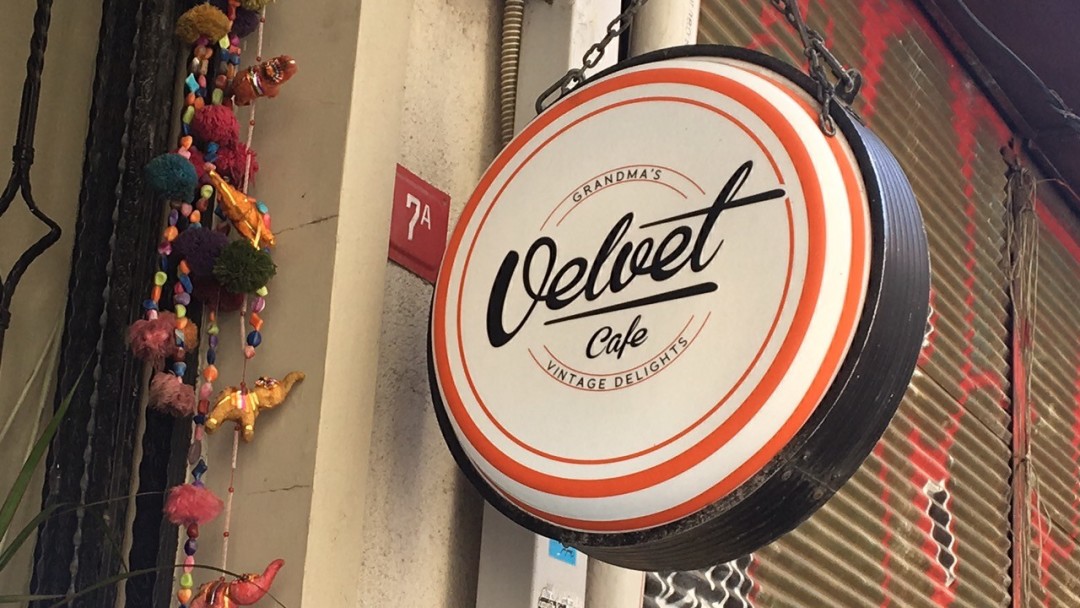 7A
GRANDMA'S
Velvet
Cafe
VINTAGE DELIGHTS